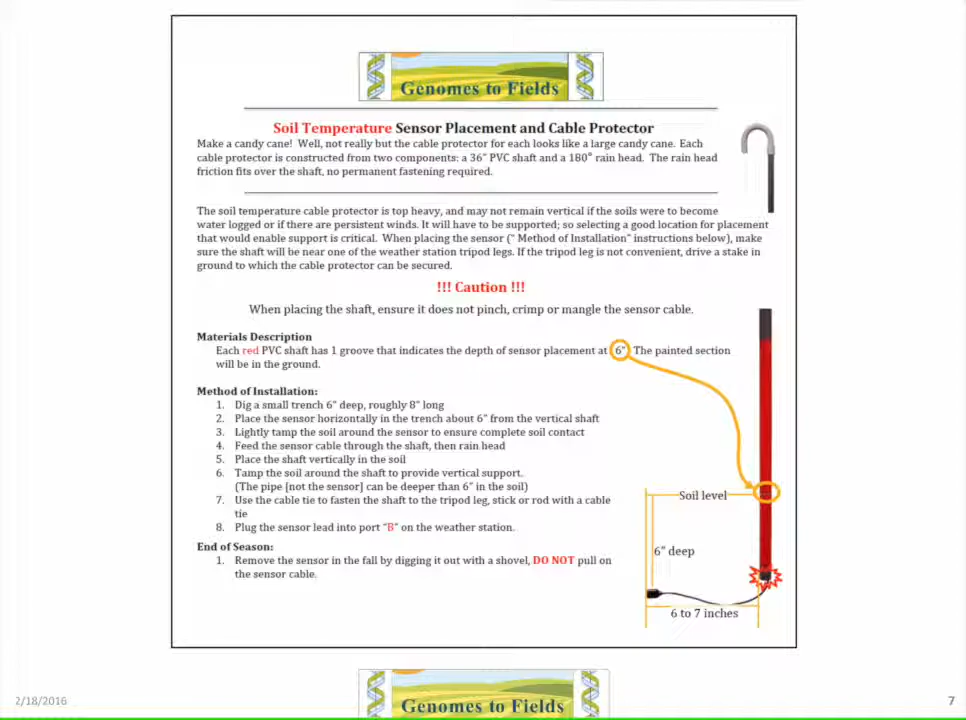 Genomes to Fields
Soil Temperature Sensor Placement and Cable Protector
Make a candy cane! Well, not really but the cable protector for each looks like a large candy cane. Each
cable protector is constructed from two components: a 36" PVC shaft and a 180° rain head. The rain head
friction fits over the shaft, no permanent fastening required.
The soil temperature cable protector is top heavy, and may not remain vertical if the soils were to become
water logged or if there are persistent winds. It will have to be supported; so selecting a good location for placement
that would enable support is critical. When placing the sensor (" Method of Installation" instructions below), make
sure the shaft will be near one of the weather station tripod legs. If the tripod leg is not convenient, drive a stake in
ground to which the cable protector can be secured.
!!! Caution !!!
When placing the shaft, ensure it does not pinch, crimp or mangle the sensor cable.
Materials Description
Each red PVC shaft has 1 groove that indicates the depth of sensor placement at 6". The painted section
will be in the ground.
Method of Installation:
1. Dig a small trench 6" deep, roughly 8" long
2. Place the sensor horizontally in the trench about 6" from the vertical shaft
3. Lightly tamp the soil around the sensor to ensure complete soil contact
4. Feed the sensor cable through the shaft, then rain head
5. Place the shaft vertically in the soil
6. Tamp the soil around the shaft to provide vertical support.
(The pipe [not the sensor] can be deeper than 6" in the soil)
7. Use the cable tie to fasten the shaft to the tripod leg, stick or rod with a cable
tie
8. Plug the sensor lead into port "B" on the weather station.
End of Season:
1. Remove the sensor in the fall by digging it out with a shovel, DO NOT pull on
the sensor cable.
Soil level
6" deep
6 to 7 inches
2/18/2016
Genomes to Fields
7